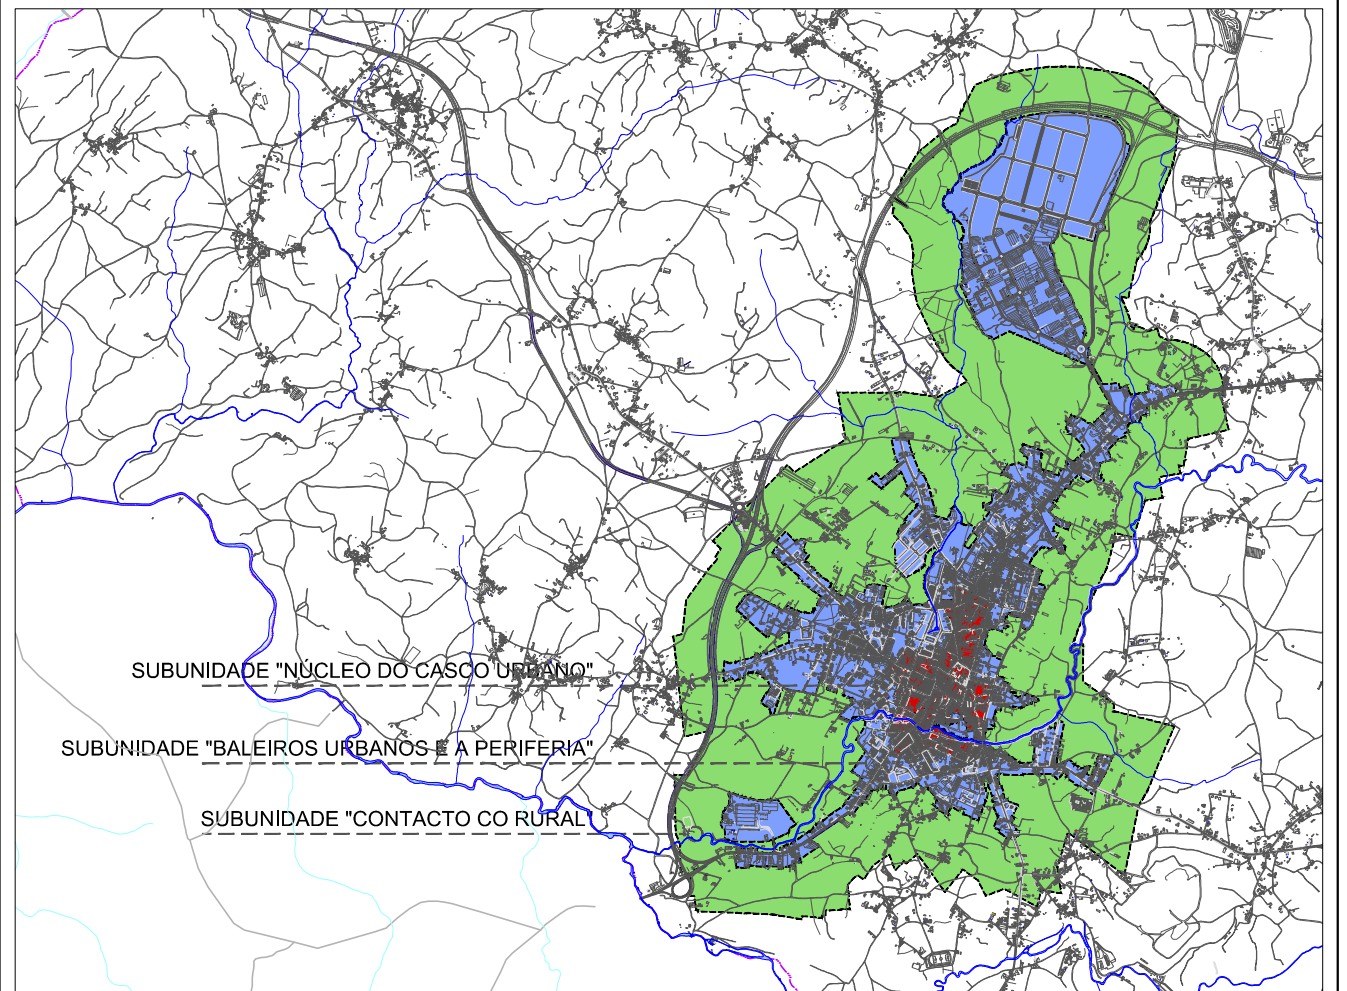 SUBUNIDADE "NÚCLEO DO CASCO URBANO"
SUBUNIDADE "BALEIROS URBANOS E A PERIFERIA"
SUBUNIDADE "CONTACTO CO RURAL"